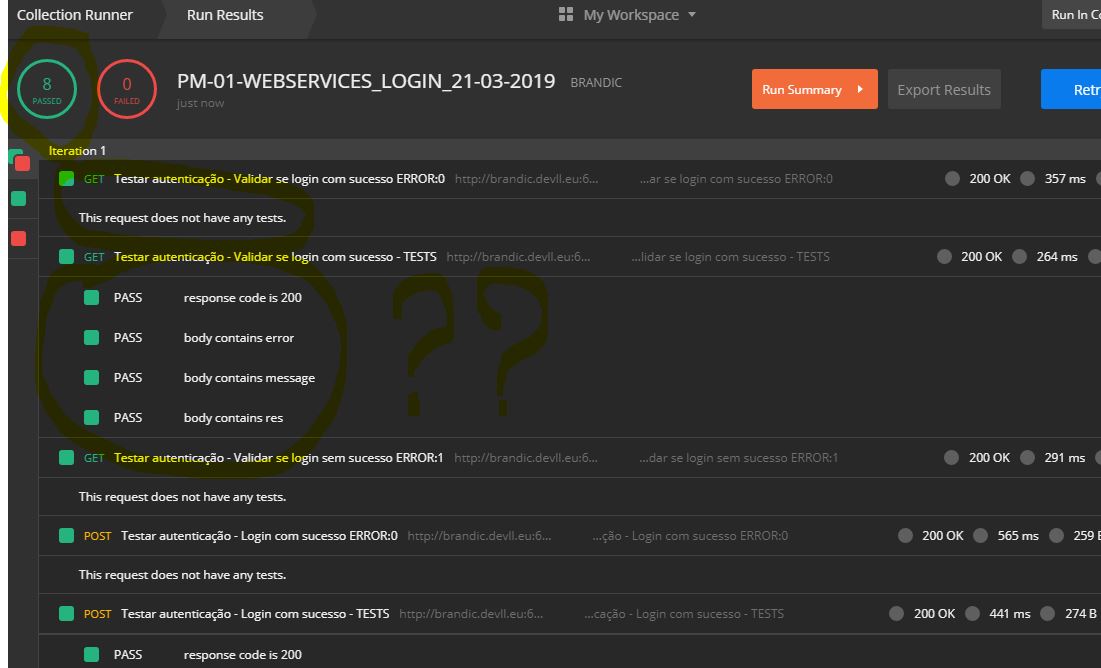 Collection Runner Run Results My Workspace Run In Co
8 PASSED 0 FAILED PM-01-WEBSERVICES_LOGIN_21-03-2019 BRANDIC Run Summary Export Results Retr
just now
Iteration 1
GET Testar autenticação - Validar se login com sucesso ERROR:0 http://brandic.devll.eu:6... ...ar se login com sucesso ERROR:0 200 OK 357 ms
This request does not have any tests.
GET Testar autenticação - Validar se login com sucesso - TESTS http://brandic.devll.eu:6... ...lidar se login com sucesso - TESTS 200 OK 264 ms
PASS response code is 200
??
PASS body contains error
PASS body contains message
PASS body contains res
GET Testar autenticação - Validar se login sem sucesso ERROR:1 http://brandic.devll.eu:6... ...dar se login sem sucesso ERROR:1 200 OK 291 ms
This request does not have any tests.
POST Testar autenticação - Login com sucesso ERROR:0 http://brandic.devll.eu:6... ...ção - Login com sucesso ERROR:0 200 OK 565 ms 259 B
This request does not have any tests.
POST Testar autenticação - Login com sucesso - TESTS http://brandic.devll.eu:6... ...cação - Login com sucesso - TESTS 200 OK 441 ms 274 B
PASS response code is 200